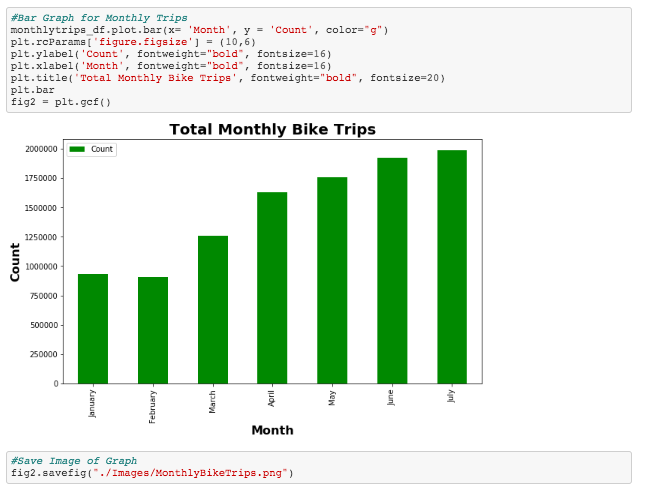 #Bar Graph for Monthly Trips
monthlytrips_df.plot.bar(x= 'Month', y = 'Count', color="g")
plt.rcParams['figure.figsize'] = (10,6)
plt.ylabel('Count', fontweight="bold", fontsize=16)
plt.xlabel('Month', fontweight="bold", fontsize=16)
plt.title('Total Monthly Bike Trips', fontweight="bold", fontsize=20)
plt.bar
fig2 = plt.gcf()
Total Monthly Bike Trips
Count
2000000
1750000
1500000
1250000
1000000
750000
500000
250000
0
Count
January
February
March
April
May
June
July
Month
#Save Image of Graph
fig2.savefig("./Images/MonthlyBikeTrips.png")